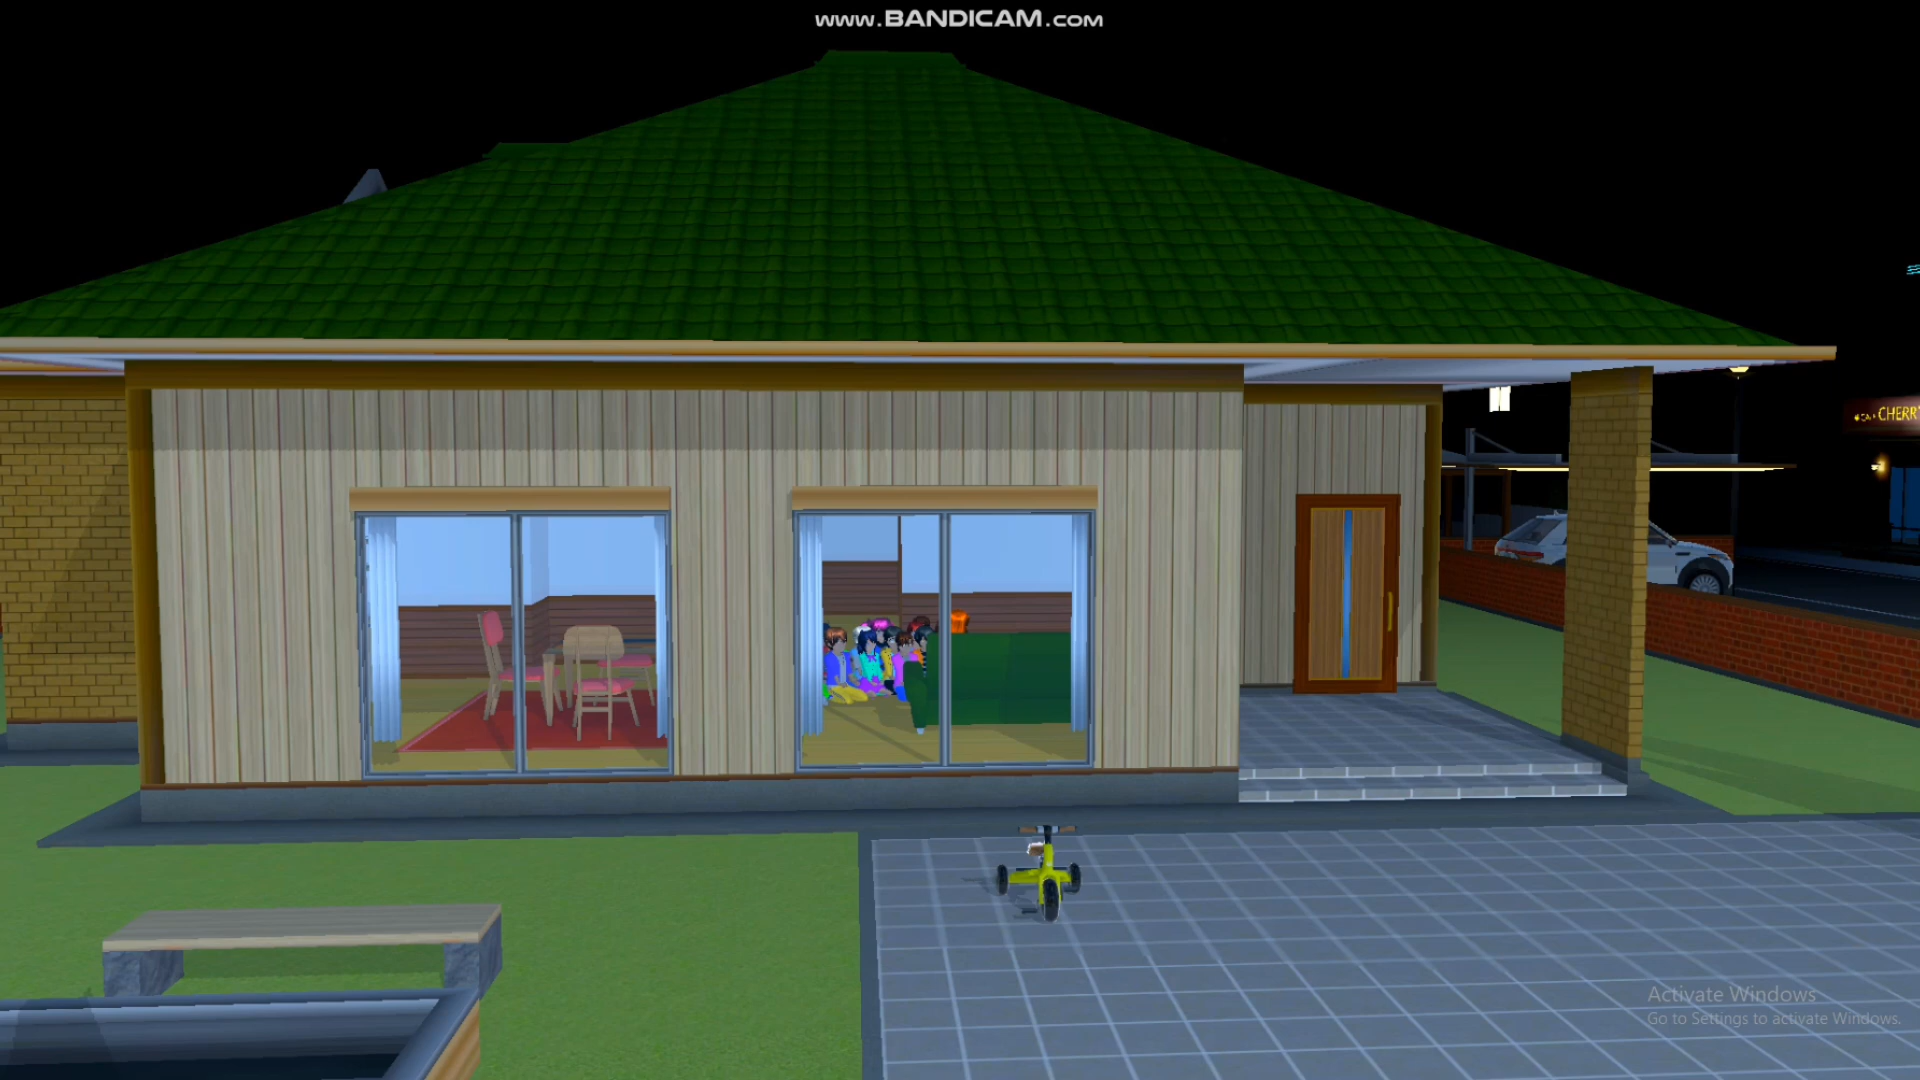 www.BANDICAM.com
CHERR
Activate Windows
Go to Settings to activate Windows.